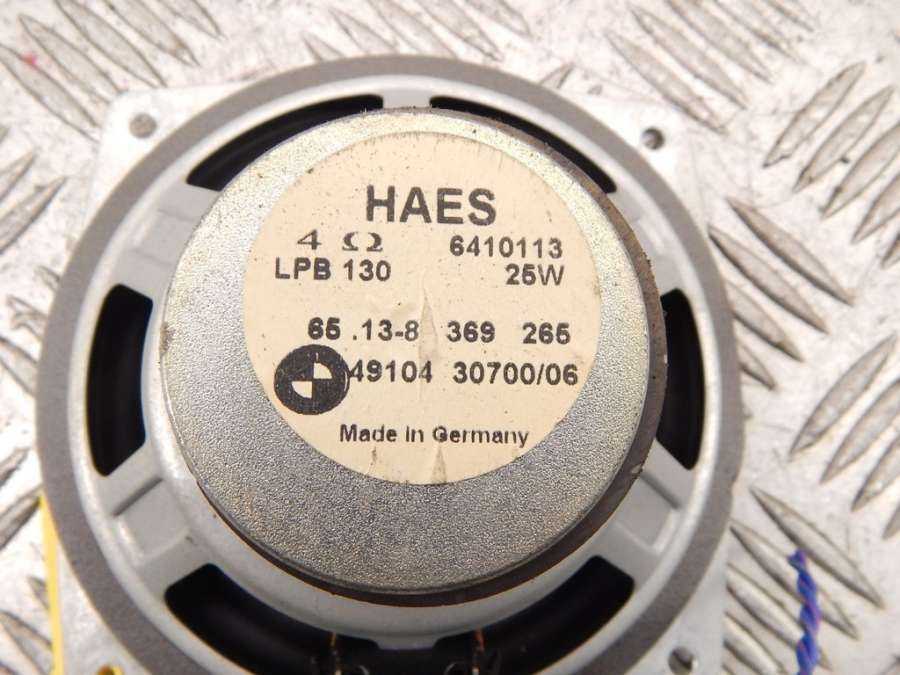 HAES
4 Ω 6410113
LPB 130 25W
65 .13-8 369 265
49104 30700/06
Made in Germany